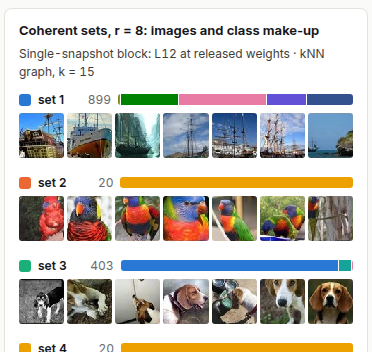 Coherent sets, r = 8: images and class make-up
Single-snapshot block: L12 at released weights · kNN
graph, k = 15
set 1 899
set 2 20
set 3 403
set 4 20